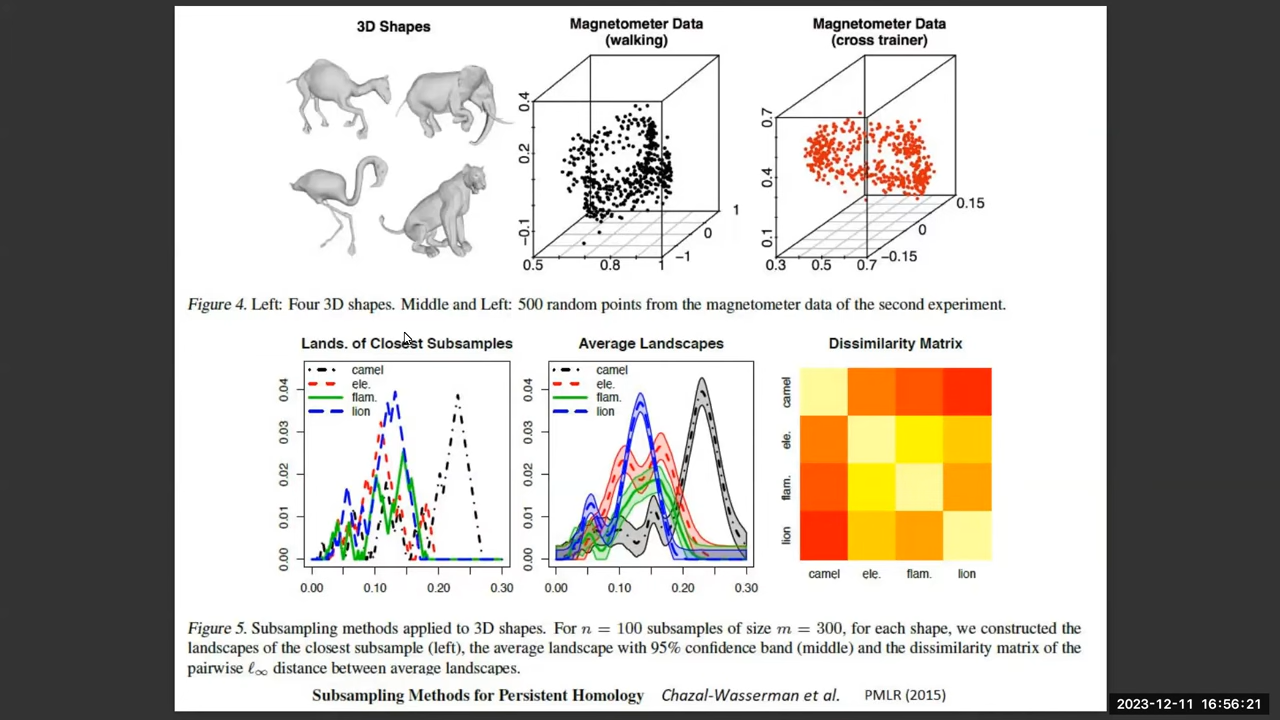 3D Shapes
Magnetometer Data
(walking)
Magnetometer Data
(cross trainer)
0.4
0.2
−0.1
0.5
0.8
1
−1
0
1
0.7
0.4
0.1
0.3
0.5
0.7
−0.15
0
0.15
Figure 4. Left: Four 3D shapes. Middle and Left: 500 random points from the magnetometer data of the second experiment.
Lands. of Closest Subsamples
camel
ele.
flam.
lion
0.04
0.03
0.02
0.01
0.00
0.00 0.10 0.20 0.30
Average Landscapes
camel
ele.
flam.
lion
0.04
0.03
0.02
0.01
0.00
0.00 0.10 0.20 0.30
Dissimilarity Matrix
camel
ele.
flam.
lion
camel ele. flam. lion
Figure 5. Subsampling methods applied to 3D shapes. For n = 100 subsamples of size m = 300, for each shape, we constructed the
landscapes of the closest subsample (left), the average landscape with 95% confidence band (middle) and the dissimilarity matrix of the
pairwise ℓ∞ distance between average landscapes.
Subsampling Methods for Persistent Homology Chazal-Wasserman et al. PMLR (2015)
2023-12-11 16:56:21